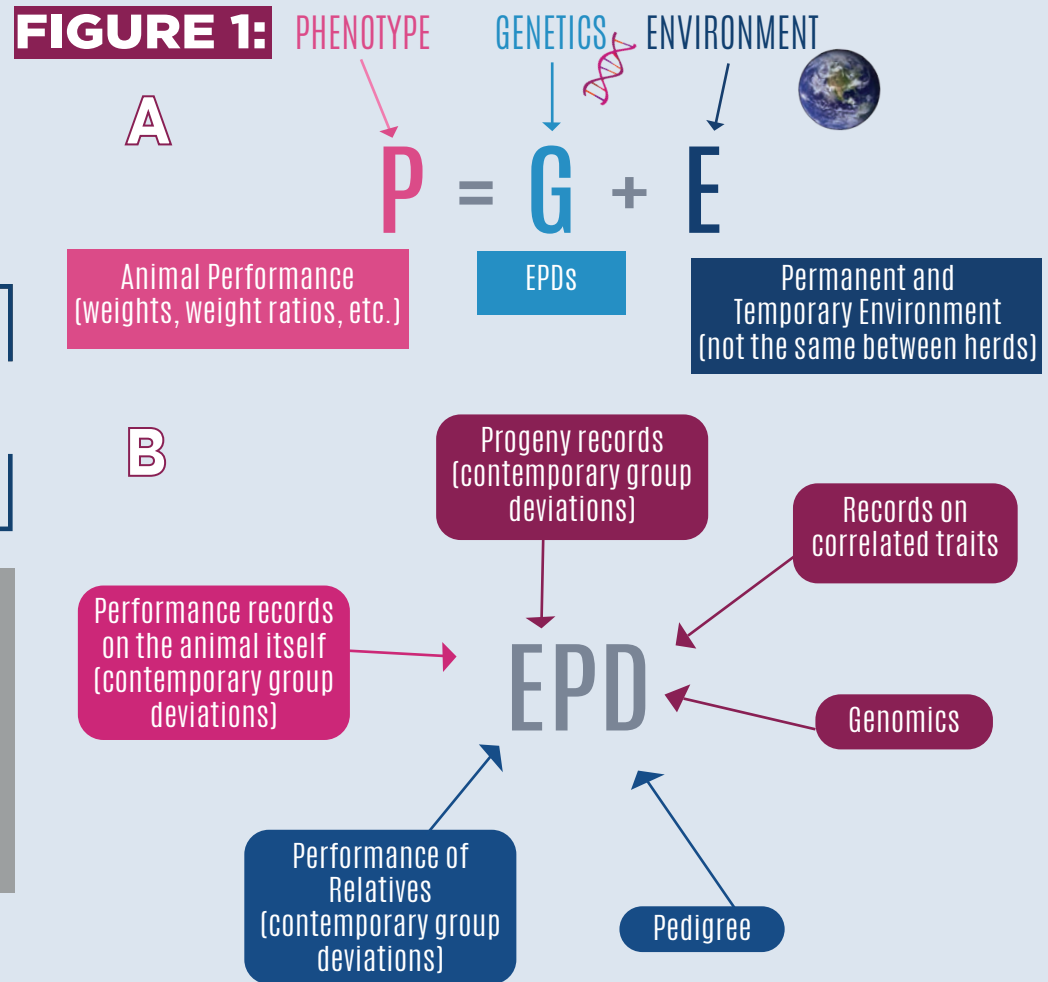 FIGURE 1:
PHENOTYPE
GENETICS
ENVIRONMENT
A
P = G + E
Animal Performance
(weights, weight ratios, etc.)
EPDs
Permanent and
Temporary Environment
(not the same between herds)
B
Progeny records
(contemporary group
deviations)
Records on
correlated traits
Performance records
on the animal itself
(contemporary group
deviations)
EPD
Genomics
Performance of
Relatives
(contemporary group
deviations)
Pedigree